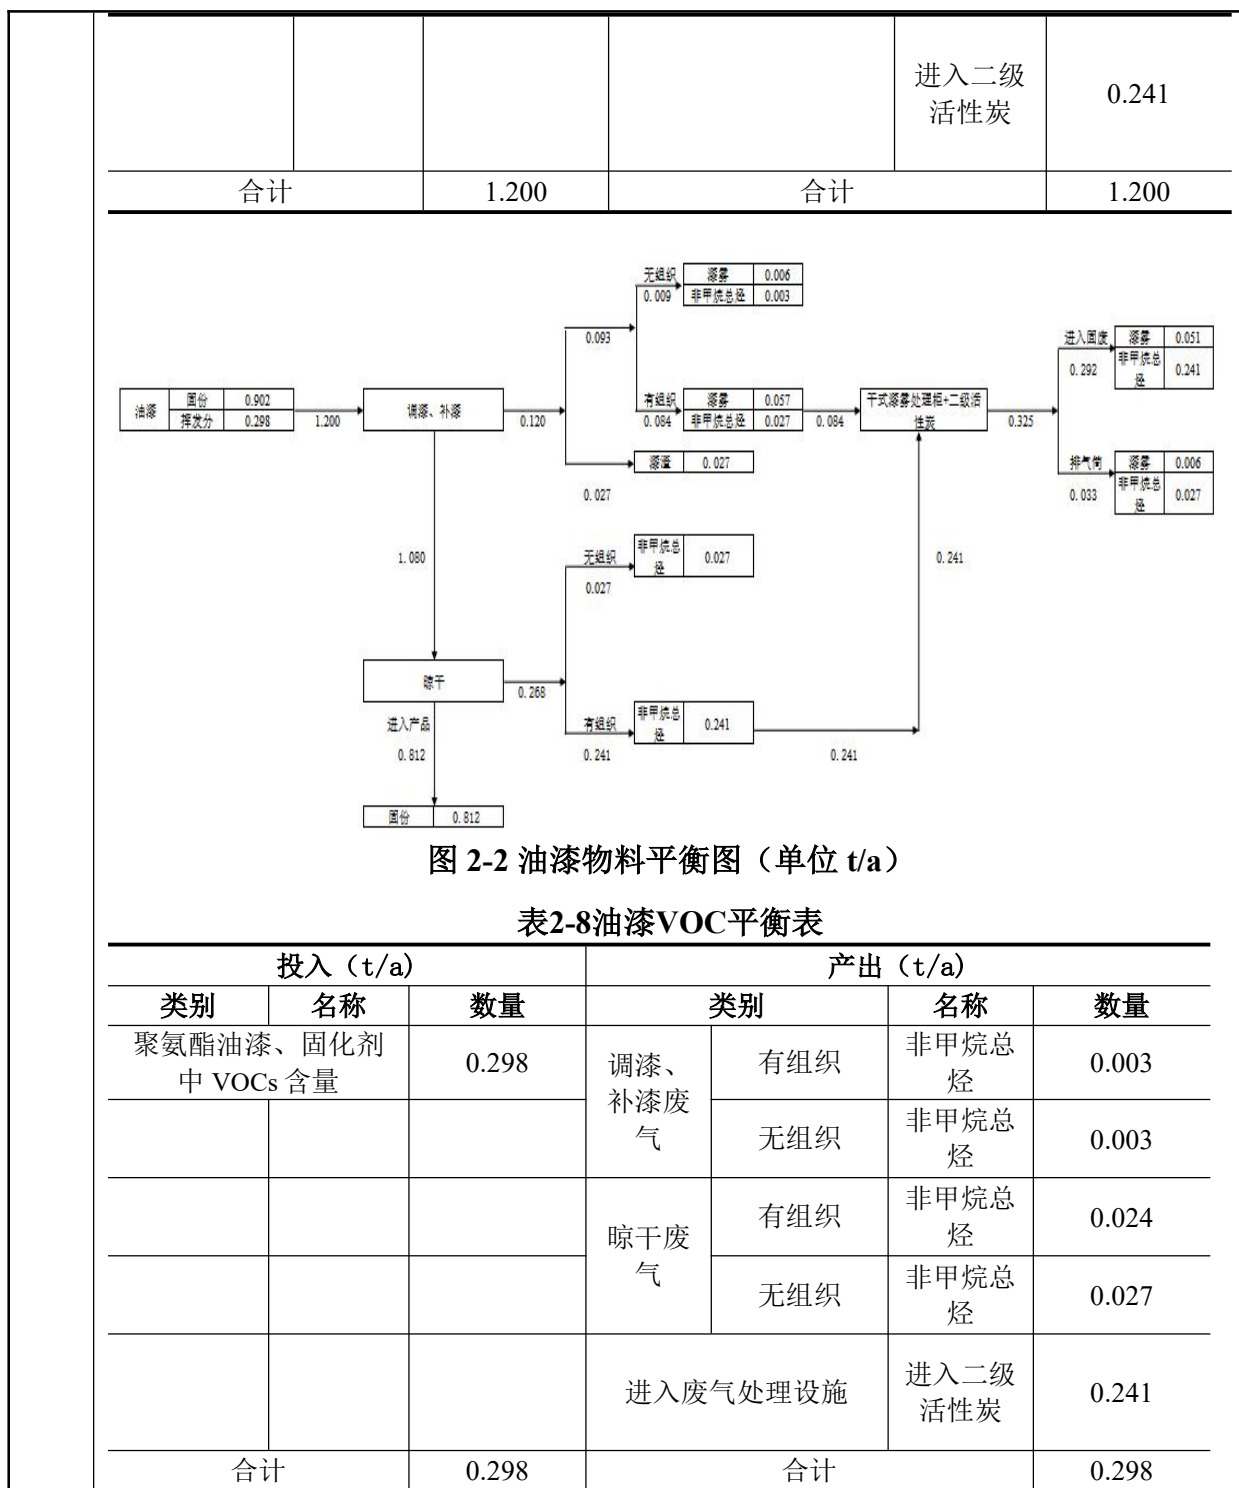 进入二级
活性炭
0.241
合计 1.200 合计 1.200
无组织 漆雾 0.006
0.009 非甲烷总烃 0.003
0.093
进入固废 漆雾 0.051
0.292 非甲烷总
烃 0.241
油漆 固份 0.902
挥发分 0.298
1.200
调漆、补漆
0.120
有组织 漆雾 0.057
0.084 非甲烷总烃 0.027
0.084
干式漆雾处理柜+二级活
性炭
0.325
漆渣 0.027
0.027
排气筒 漆雾 0.006
0.033 非甲烷总
烃 0.027
1.080
无组织 非甲烷总
烃 0.027
0.027
0.241
晾干
0.268
进入产品
0.812
有组织 非甲烷总
烃 0.241
0.241
0.241
固份 0.812
图 2-2 油漆物料平衡图（单位 t/a）
表2-8油漆VOC平衡表
投入（t/a） 产出（t/a）
类别 名称 数量 类别 名称 数量
聚氨酯油漆、固化剂
中 VOCs 含量
0.298
调漆、
补漆废
气
有组织
非甲烷总
烃
0.003
无组织
非甲烷总
烃
0.003
晾干废
气
有组织
非甲烷总
烃
0.024
无组织
非甲烷总
烃
0.027
进入废气处理设施
进入二级
活性炭
0.241
合计 0.298 合计 0.298